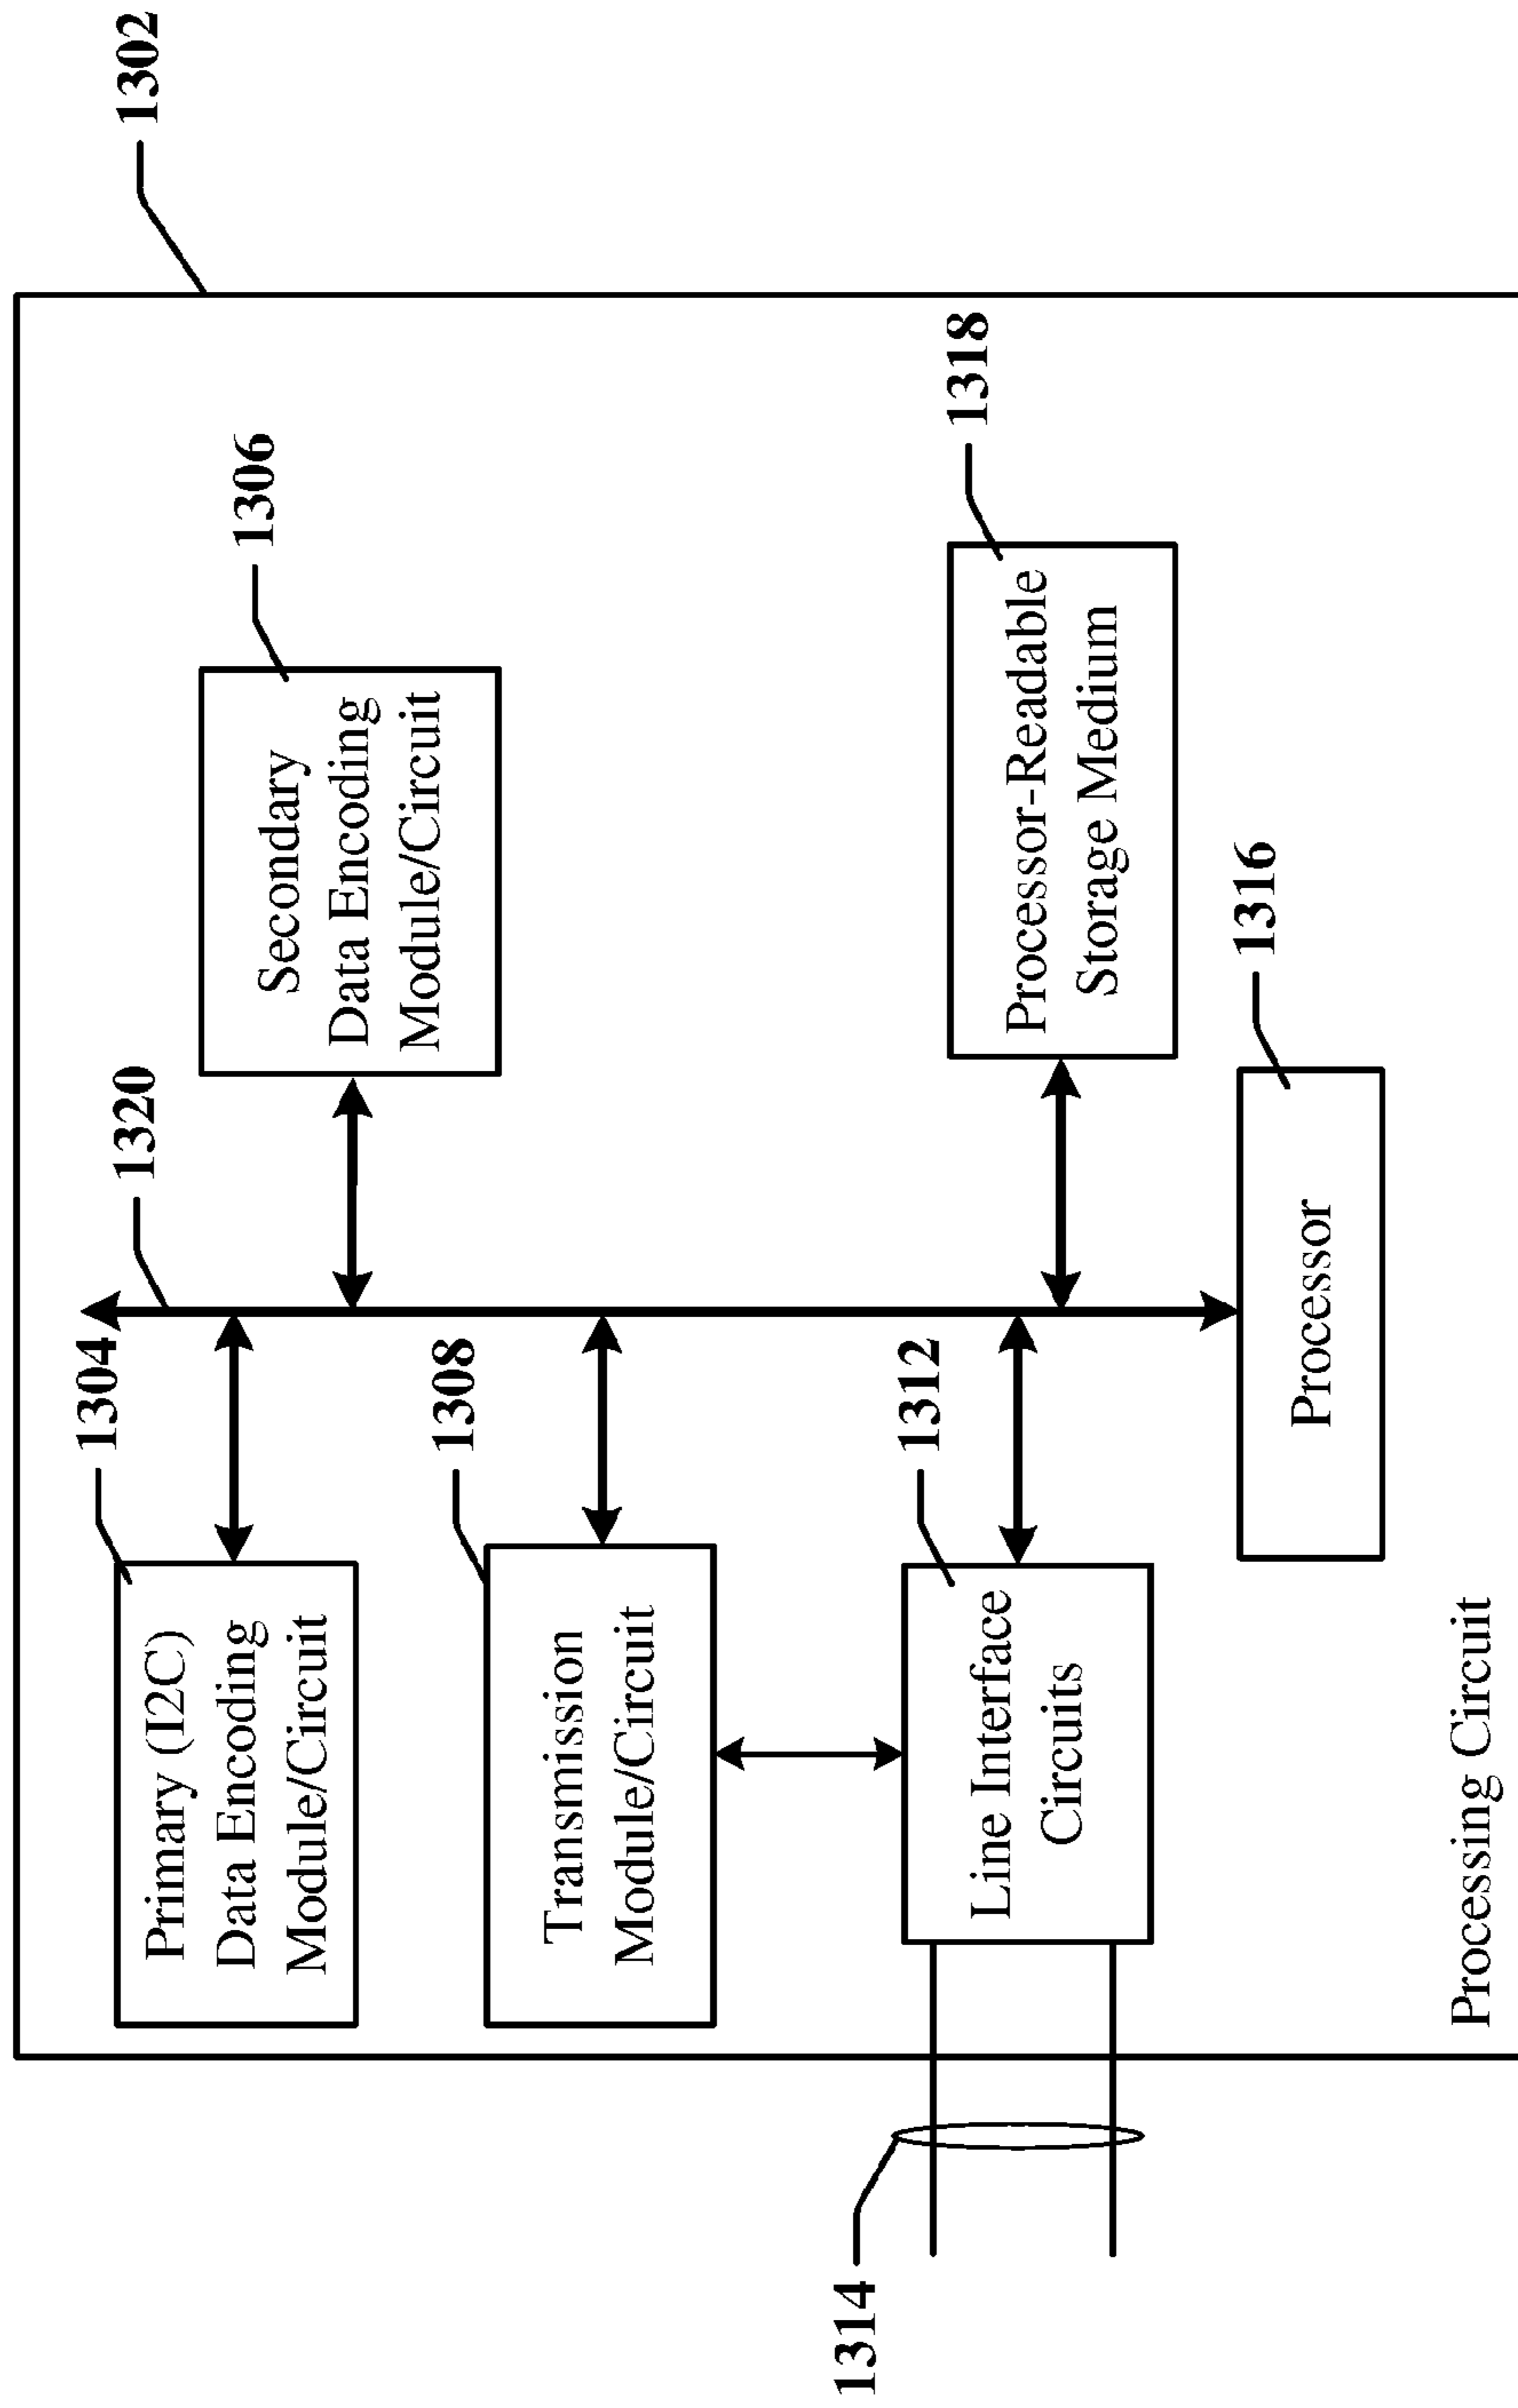 1302
1320
1304
Primary (I2C)
Data Encoding
Module/Circuit
1306
Secondary
Data Encoding
Module/Circuit
1308
Transmission
Module/Circuit
1312
Line Interface
Circuits
1314
1318
Processor-Readable
Storage Medium
1316
Processor
Processing Circuit